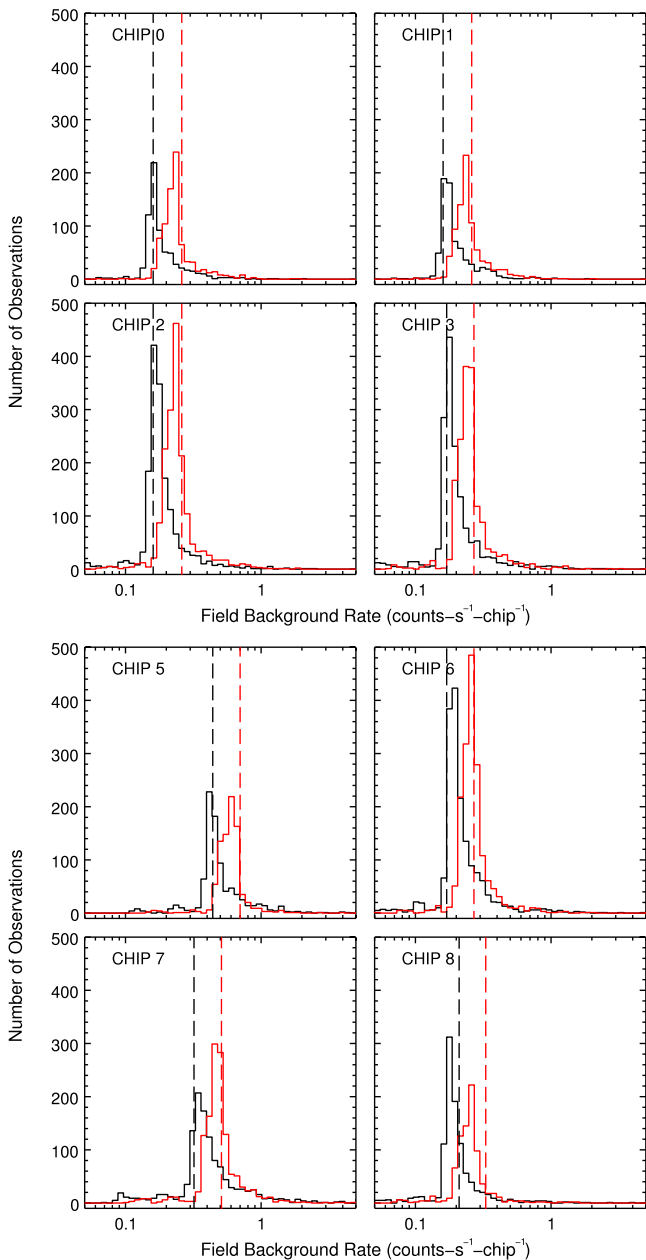 500
400
300
200
100
0
CHIP 0
CHIP 1
500
400
300
200
100
0
CHIP 2
CHIP 3
Number of Observations
0.1
1
0.1
1
Field Background Rate (counts−s⁻¹−chip⁻¹)
500
400
300
200
100
0
CHIP 5
CHIP 6
500
400
300
200
100
0
CHIP 7
CHIP 8
Number of Observations
0.1
1
0.1
1
Field Background Rate (counts−s⁻¹−chip⁻¹)